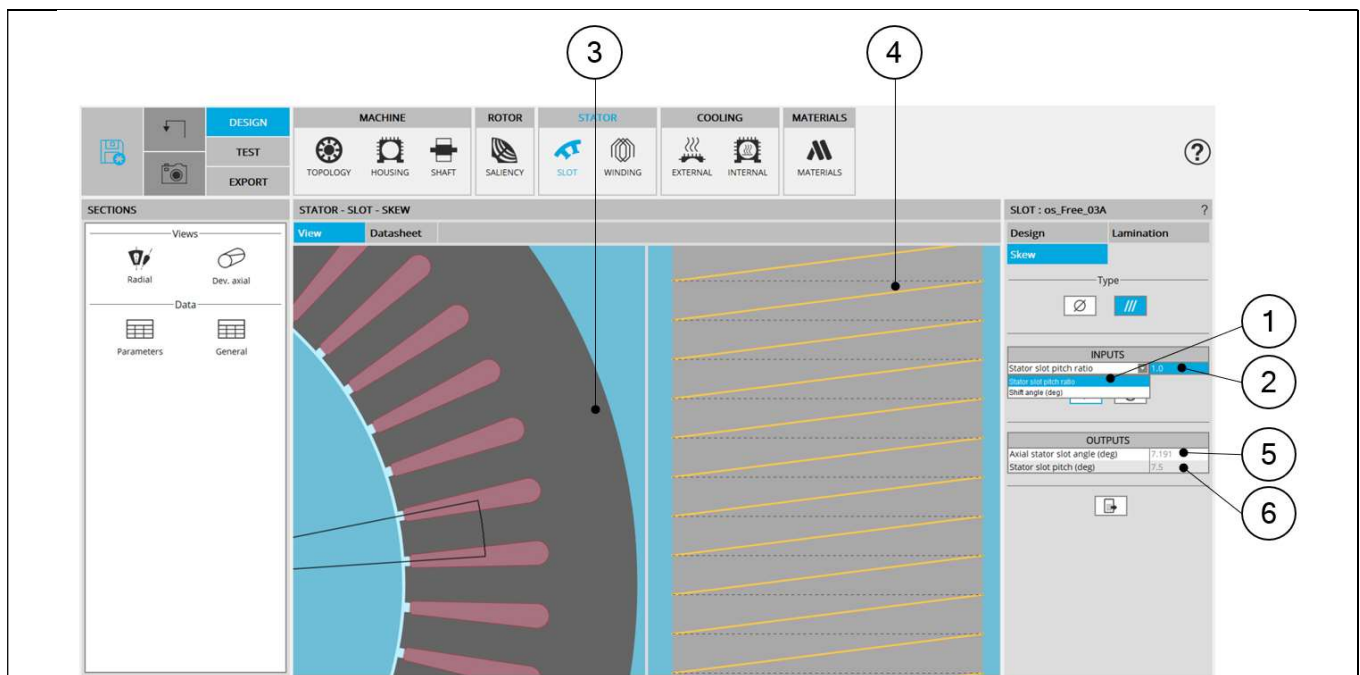 3
4
DESIGN
TEST
EXPORT
MACHINE
TOPOLOGY
HOUSING
SHAFT
ROTOR
SALIENCY
STATOR
SLOT
WINDING
COOLING
EXTERNAL
INTERNAL
MATERIALS
MATERIALS
?
SECTIONS
Views
Radial
Dev. axial
Data
Parameters
General
STATOR - SLOT - SKEW
View
Datasheet
SLOT : os_Free_03A ?
Design
Lamination
Skew
Type
INPUTS
Stator slot pitch ratio 1.0
Stator slot pitch ratio
Shift angle (deg)
OUTPUTS
Axial stator slot angle (deg) 7.191
Stator slot pitch (deg) 7.5
1
2
5
6